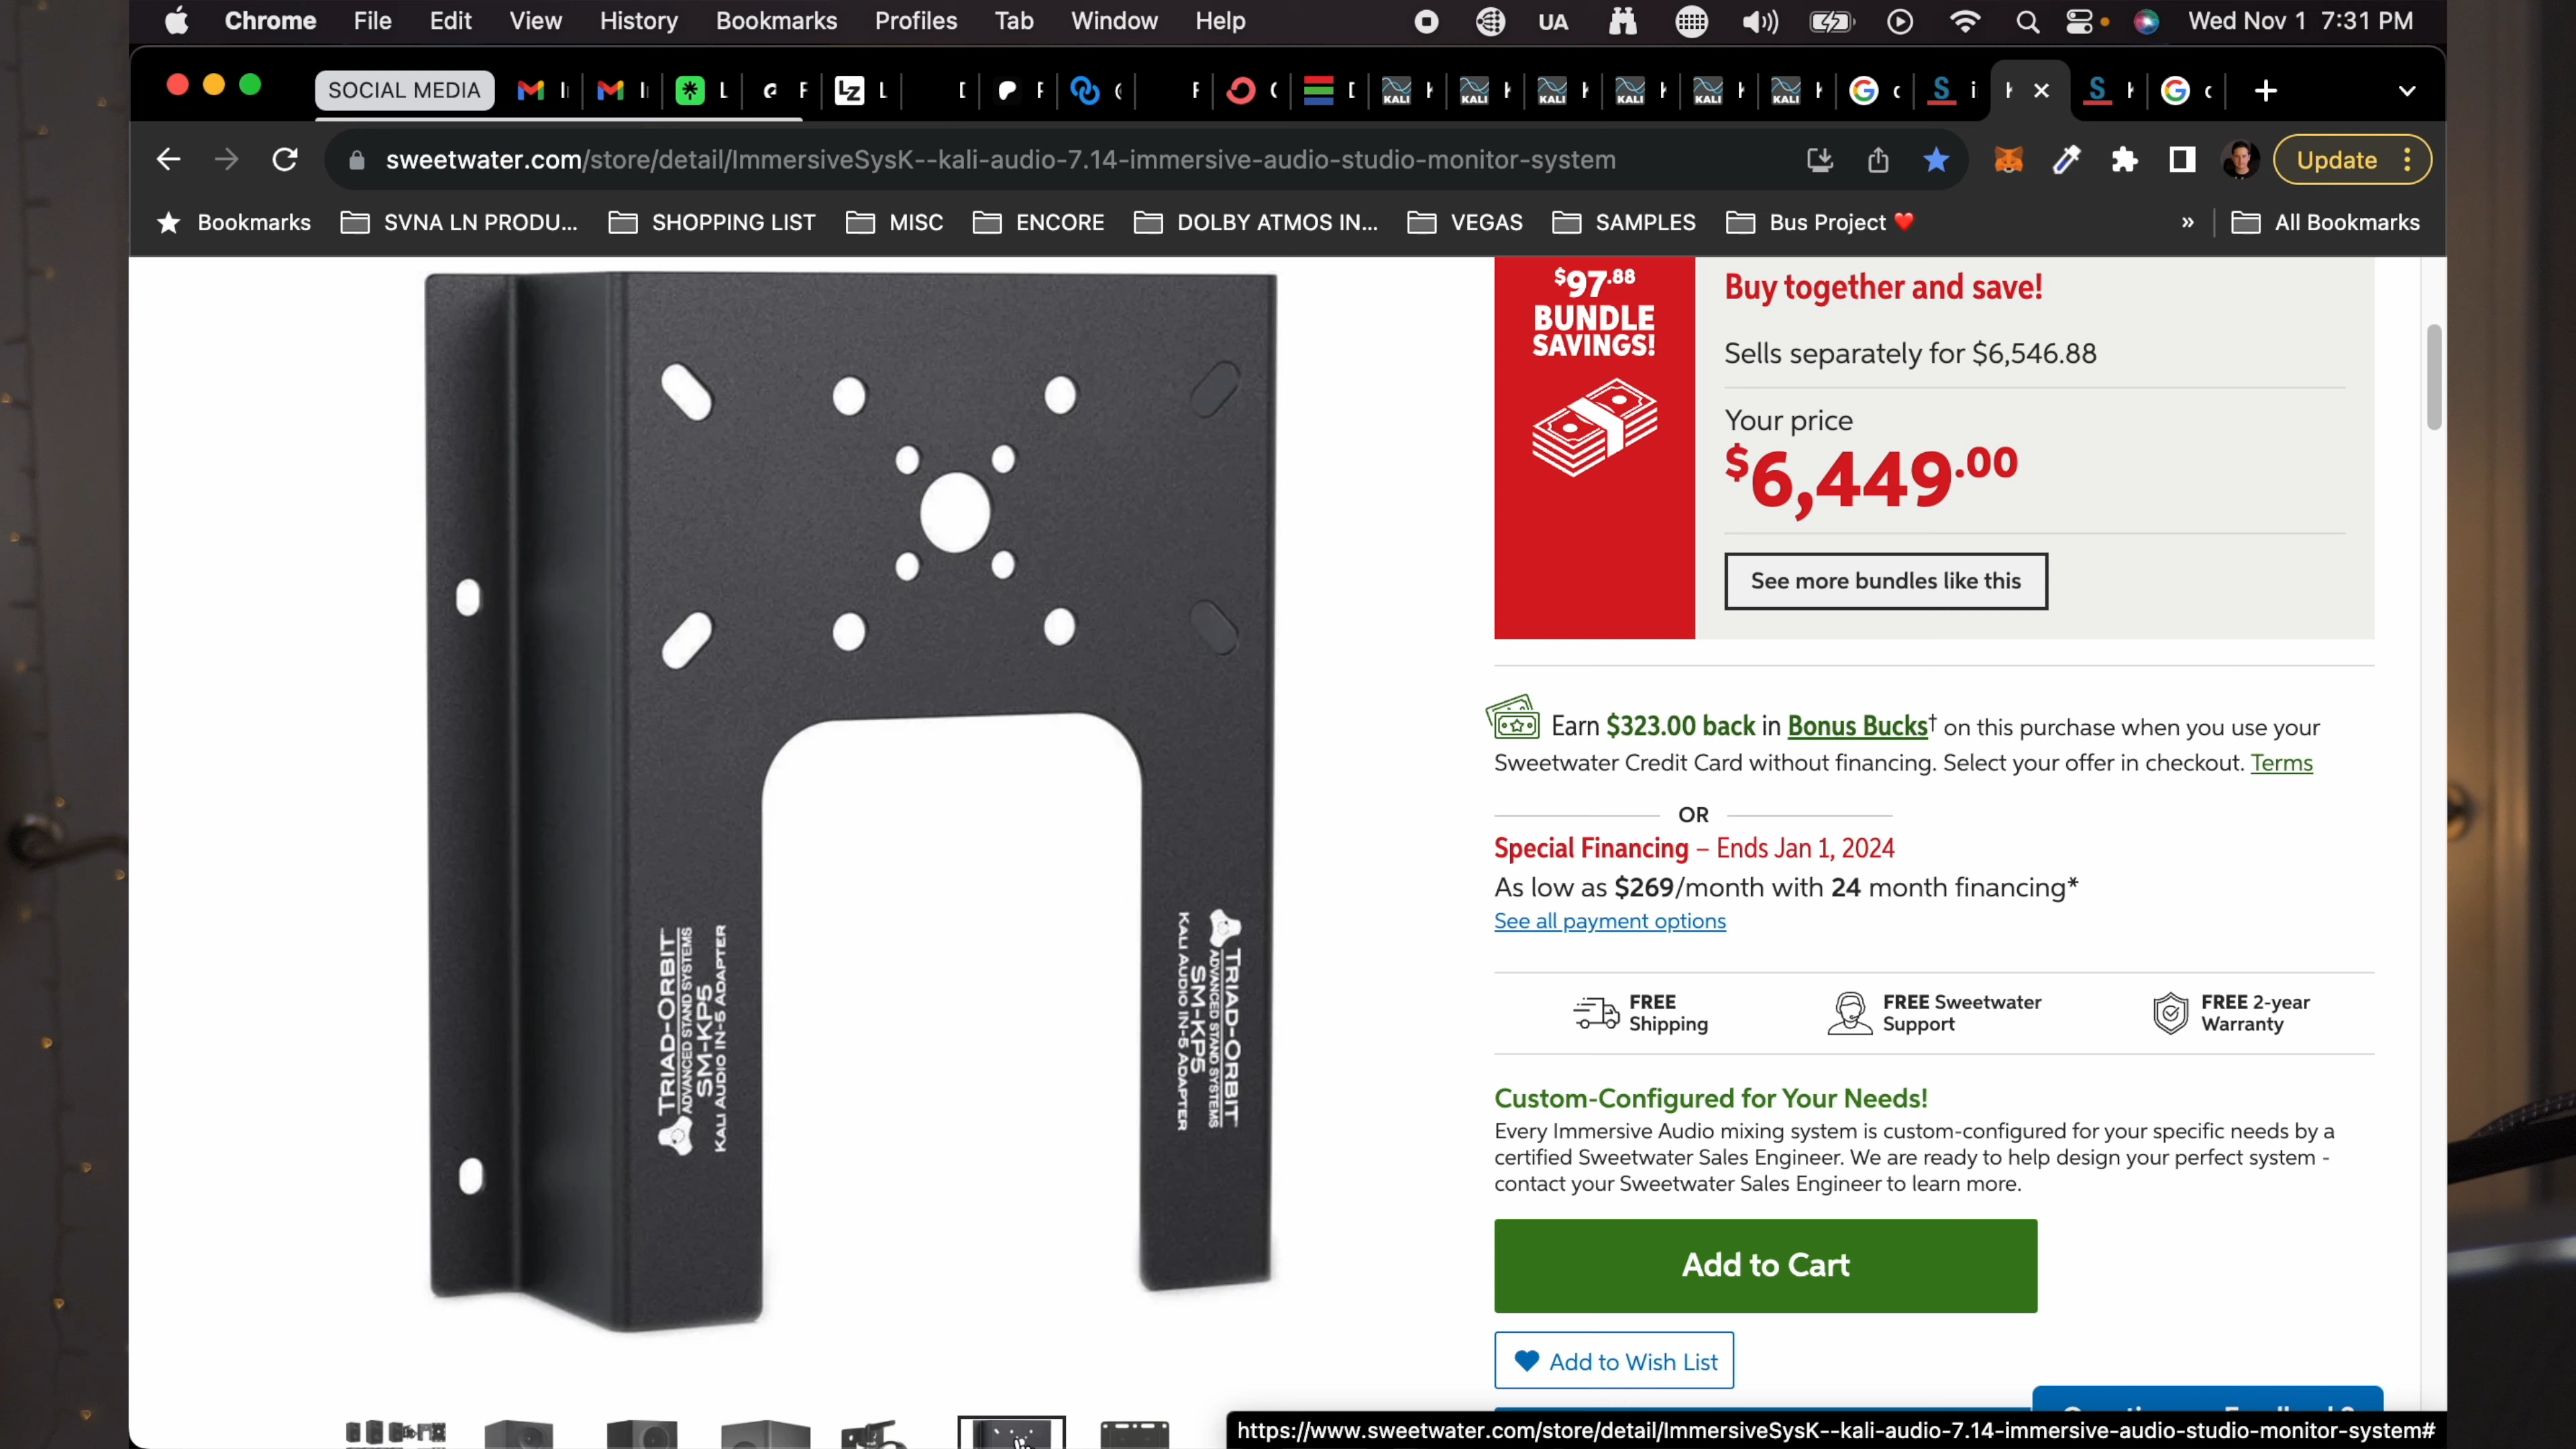 Chrome File Edit View History Bookmarks Profiles Tab Window Help UA Wed Nov 1 7:31 PM
SOCIAL MEDIA
sweetwater.com/store/detail/ImmersiveSysK--kali-audio-7.14-immersive-audio-studio-monitor-system Update
Bookmarks SVNA LN PRODU... SHOPPING LIST MISC ENCORE DOLBY ATMOS IN... VEGAS SAMPLES Bus Project ❤️ » All Bookmarks
TRIAD-ORBIT
ADVANCED STAND SYSTEMS
SM-KP5
KALI AUDIO IN-5 ADAPTER
TRIAD-ORBIT
ADVANCED STAND SYSTEMS
SM-KP5
KALI AUDIO IN-5 ADAPTER
$97.88
BUNDLE
SAVINGS!
Buy together and save!
Sells separately for $6,546.88
Your price
$6,449.00
See more bundles like this
Earn $323.00 back in Bonus Bucks† on this purchase when you use your
Sweetwater Credit Card without financing. Select your offer in checkout. Terms
OR
Special Financing – Ends Jan 1, 2024
As low as $269/month with 24 month financing*
See all payment options
FREE
Shipping
FREE Sweetwater
Support
FREE 2-year
Warranty
Custom-Configured for Your Needs!
Every Immersive Audio mixing system is custom-configured for your specific needs by a
certified Sweetwater Sales Engineer. We are ready to help design your perfect system -
contact your Sweetwater Sales Engineer to learn more.
Add to Cart
Add to Wish List
https://www.sweetwater.com/store/detail/ImmersiveSysK--kali-audio-7.14-immersive-audio-studio-monitor-system#